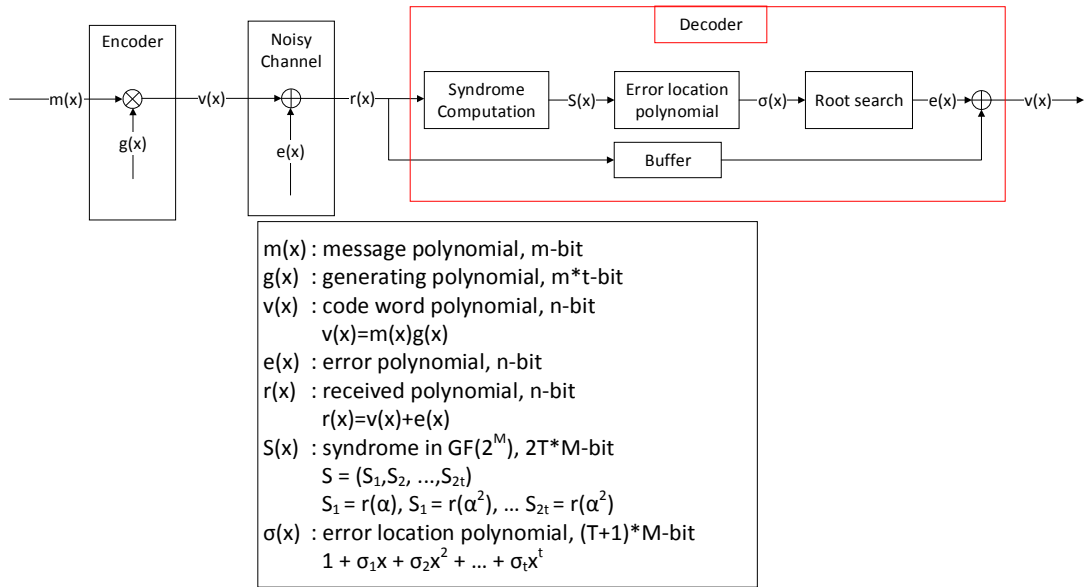 Decoder
Encoder
Noisy
Channel
m(x)
v(x)
r(x)
Syndrome
Computation
S(x)
Error location
polynomial
σ(x)
Root search
e(x)
v(x)
g(x)
e(x)
Buffer
m(x) : message polynomial, m-bit
g(x) : generating polynomial, m*t-bit
v(x) : code word polynomial, n-bit
v(x)=m(x)g(x)
e(x) : error polynomial, n-bit
r(x) : received polynomial, n-bit
r(x)=v(x)+e(x)
S(x) : syndrome in GF(2^M), 2T*M-bit
S = (S₁,S₂, ...,S₂ₜ)
S₁ = r(α), S₁ = r(α²), ... S₂ₜ = r(α²)
σ(x) : error location polynomial, (T+1)*M-bit
1 + σ₁x + σ₂x² + ... + σₜxᵗ